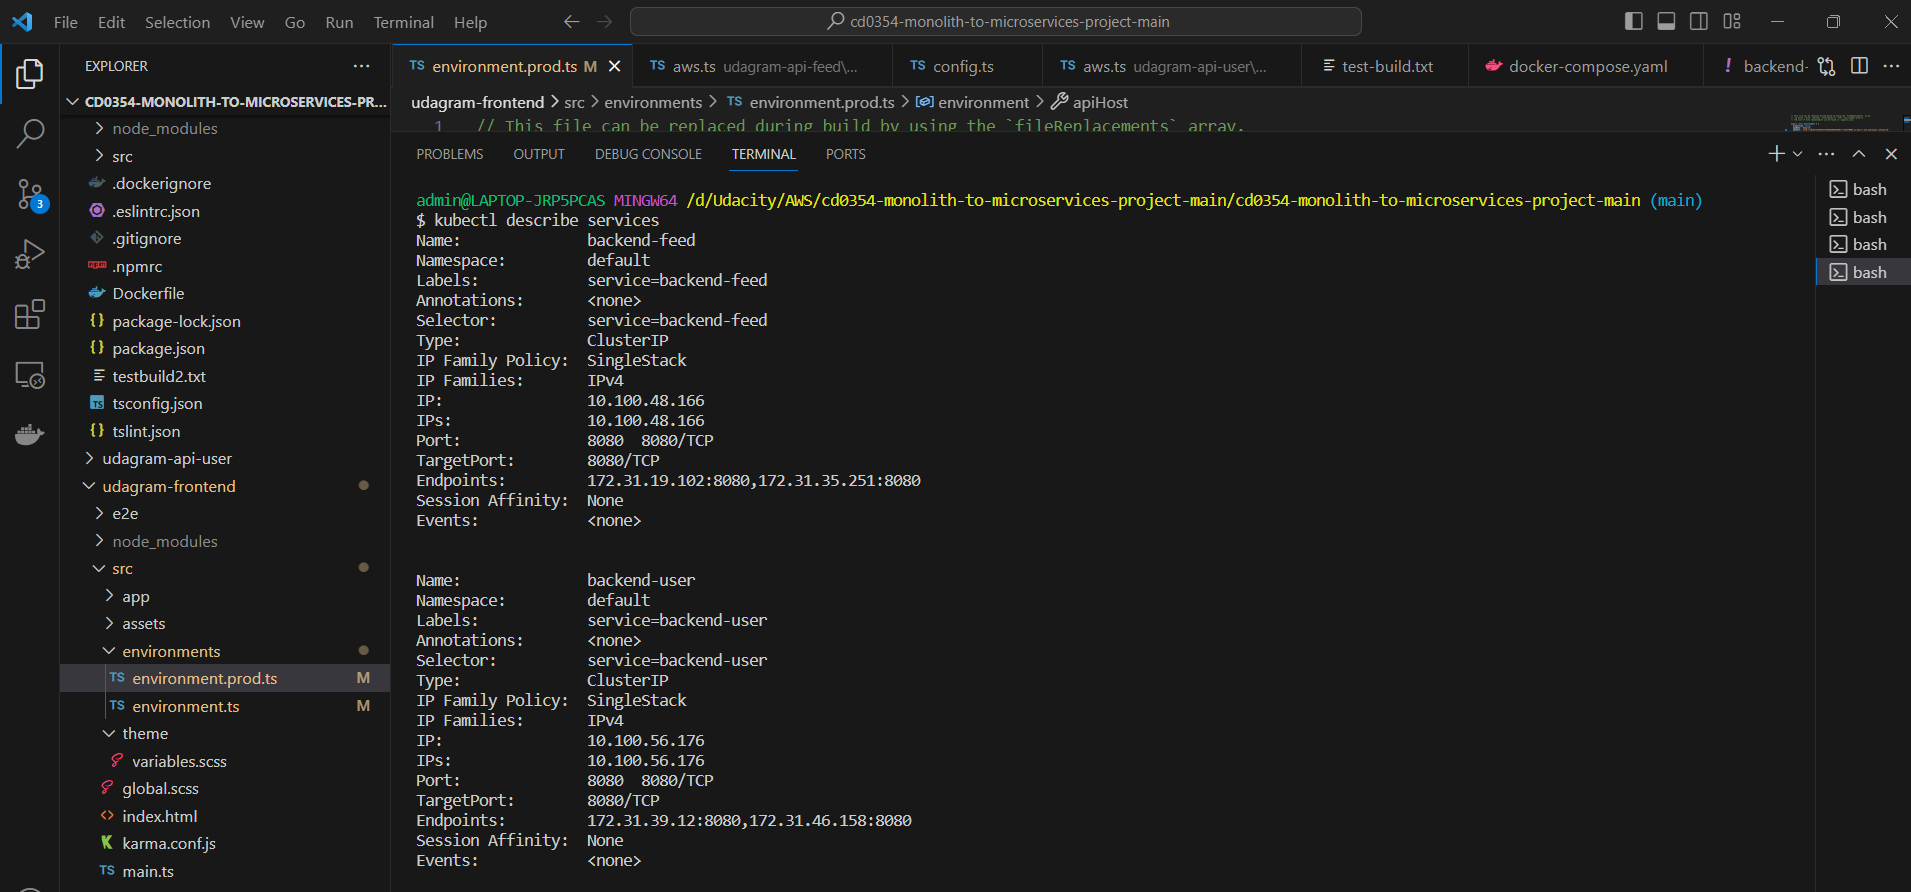 File Edit Selection View Go Run Terminal Help
cd0354-monolith-to-microservices-project-main
EXPLORER
CD0354-MONOLITH-TO-MICROSERVICES-PR...
node_modules
src
.dockerignore
.eslintrc.json
.gitignore
.npmrc
Dockerfile
package-lock.json
package.json
testbuild2.txt
tsconfig.json
tslint.json
udagram-api-user
udagram-frontend
e2e
node_modules
src
app
assets
environments
TS environment.prod.ts M
TS environment.ts M
theme
variables.scss
global.scss
index.html
karma.conf.js
TS main.ts
3
TS environment.prod.ts M
TS aws.ts udagram-api-feed\...
TS config.ts
TS aws.ts udagram-api-user\...
test-build.txt
docker-compose.yaml
! backend-
udagram-frontend > src > environments > TS environment.prod.ts > environment > apiHost
1 // This file can be replaced during build by using the `fileReplacements` array.
PROBLEMS OUTPUT DEBUG CONSOLE TERMINAL PORTS
admin@LAPTOP-JRP5PCAS MINGW64 /d/Udacity/AWS/cd0354-monolith-to-microservices-project-main/cd0354-monolith-to-microservices-project-main (main)
$ kubectl describe services
Name: backend-feed
Namespace: default
Labels: service=backend-feed
Annotations: <none>
Selector: service=backend-feed
Type: ClusterIP
IP Family Policy: SingleStack
IP Families: IPv4
IP: 10.100.48.166
IPs: 10.100.48.166
Port: 8080 8080/TCP
TargetPort: 8080/TCP
Endpoints: 172.31.19.102:8080,172.31.35.251:8080
Session Affinity: None
Events: <none>
Name: backend-user
Namespace: default
Labels: service=backend-user
Annotations: <none>
Selector: service=backend-user
Type: ClusterIP
IP Family Policy: SingleStack
IP Families: IPv4
IP: 10.100.56.176
IPs: 10.100.56.176
Port: 8080 8080/TCP
TargetPort: 8080/TCP
Endpoints: 172.31.39.12:8080,172.31.46.158:8080
Session Affinity: None
Events: <none>
bash
bash
bash
bash